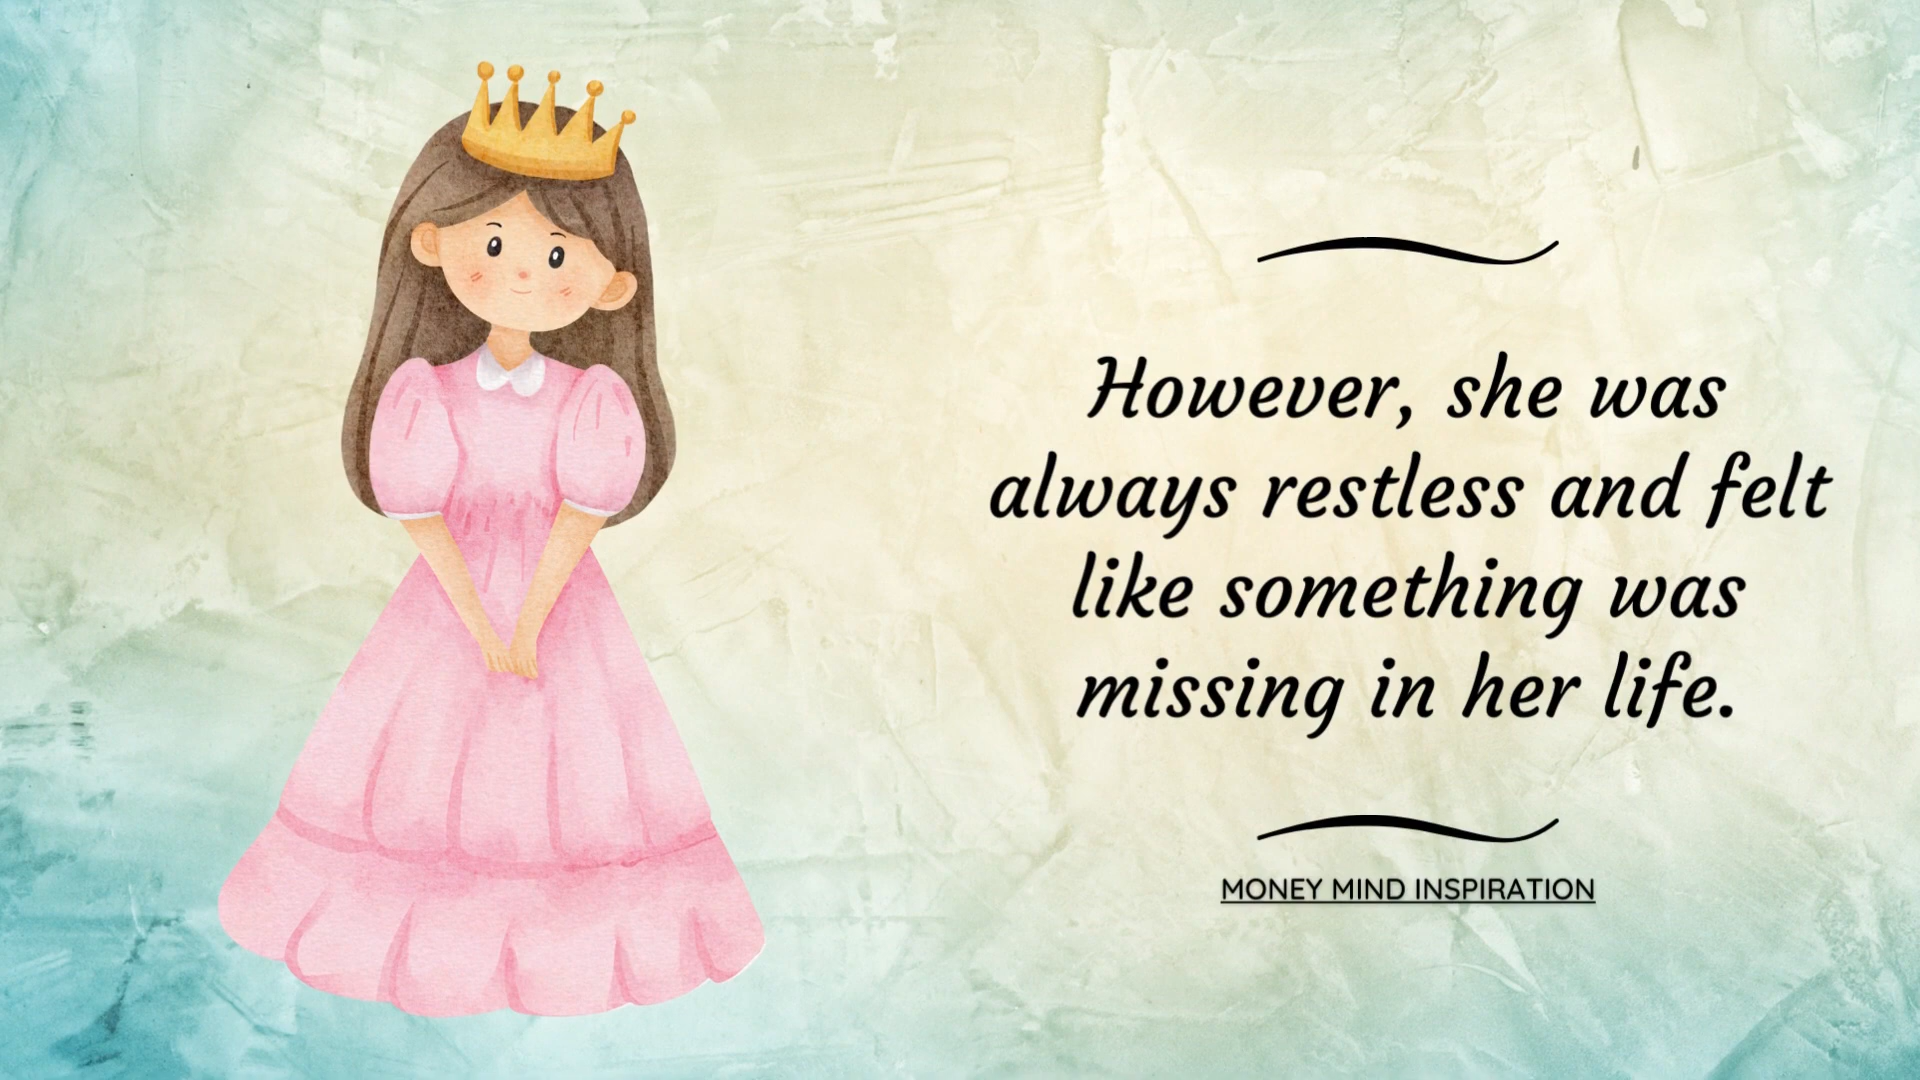 However, she was
always restless and felt
like something was
missing in her life.
MONEY MIND INSPIRATION